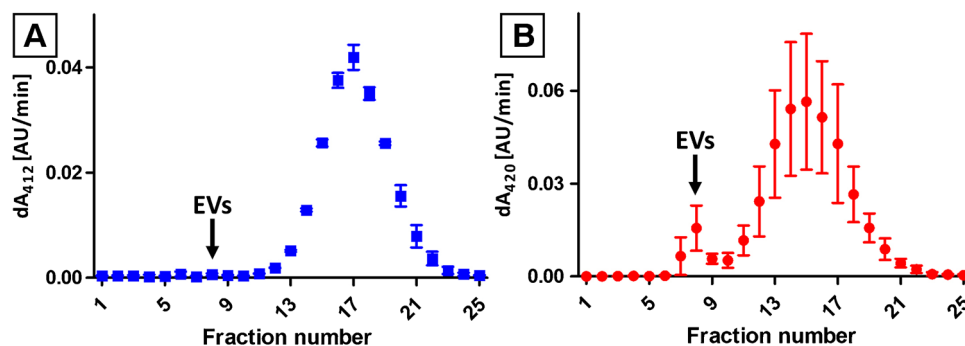 A
dA412 [AU/min]
0.04
0.02
0.00
EVs
1 5 9 13 17 21 25
Fraction number
B
dA420 [AU/min]
0.06
0.03
0.00
EVs
1 5 9 13 17 21 25
Fraction number